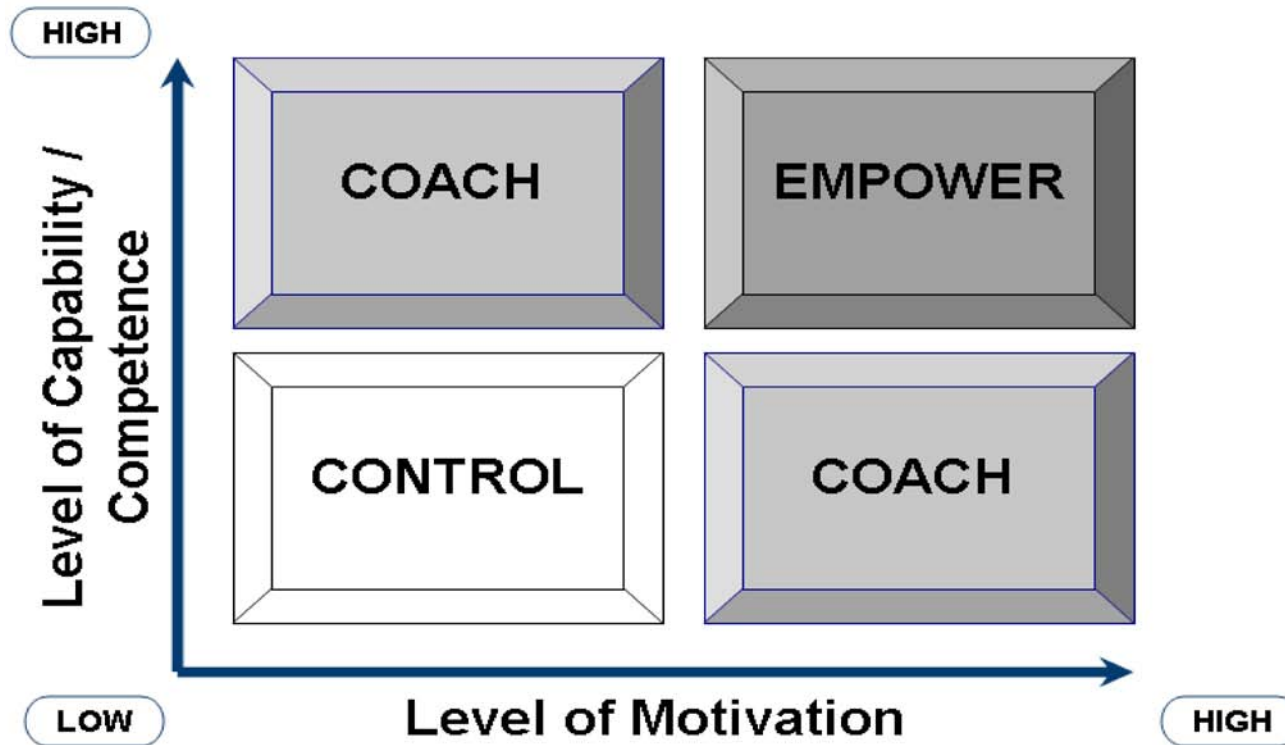 HIGH
Level of Capability /
Competence
COACH
EMPOWER
CONTROL
COACH
LOW
Level of Motivation
HIGH